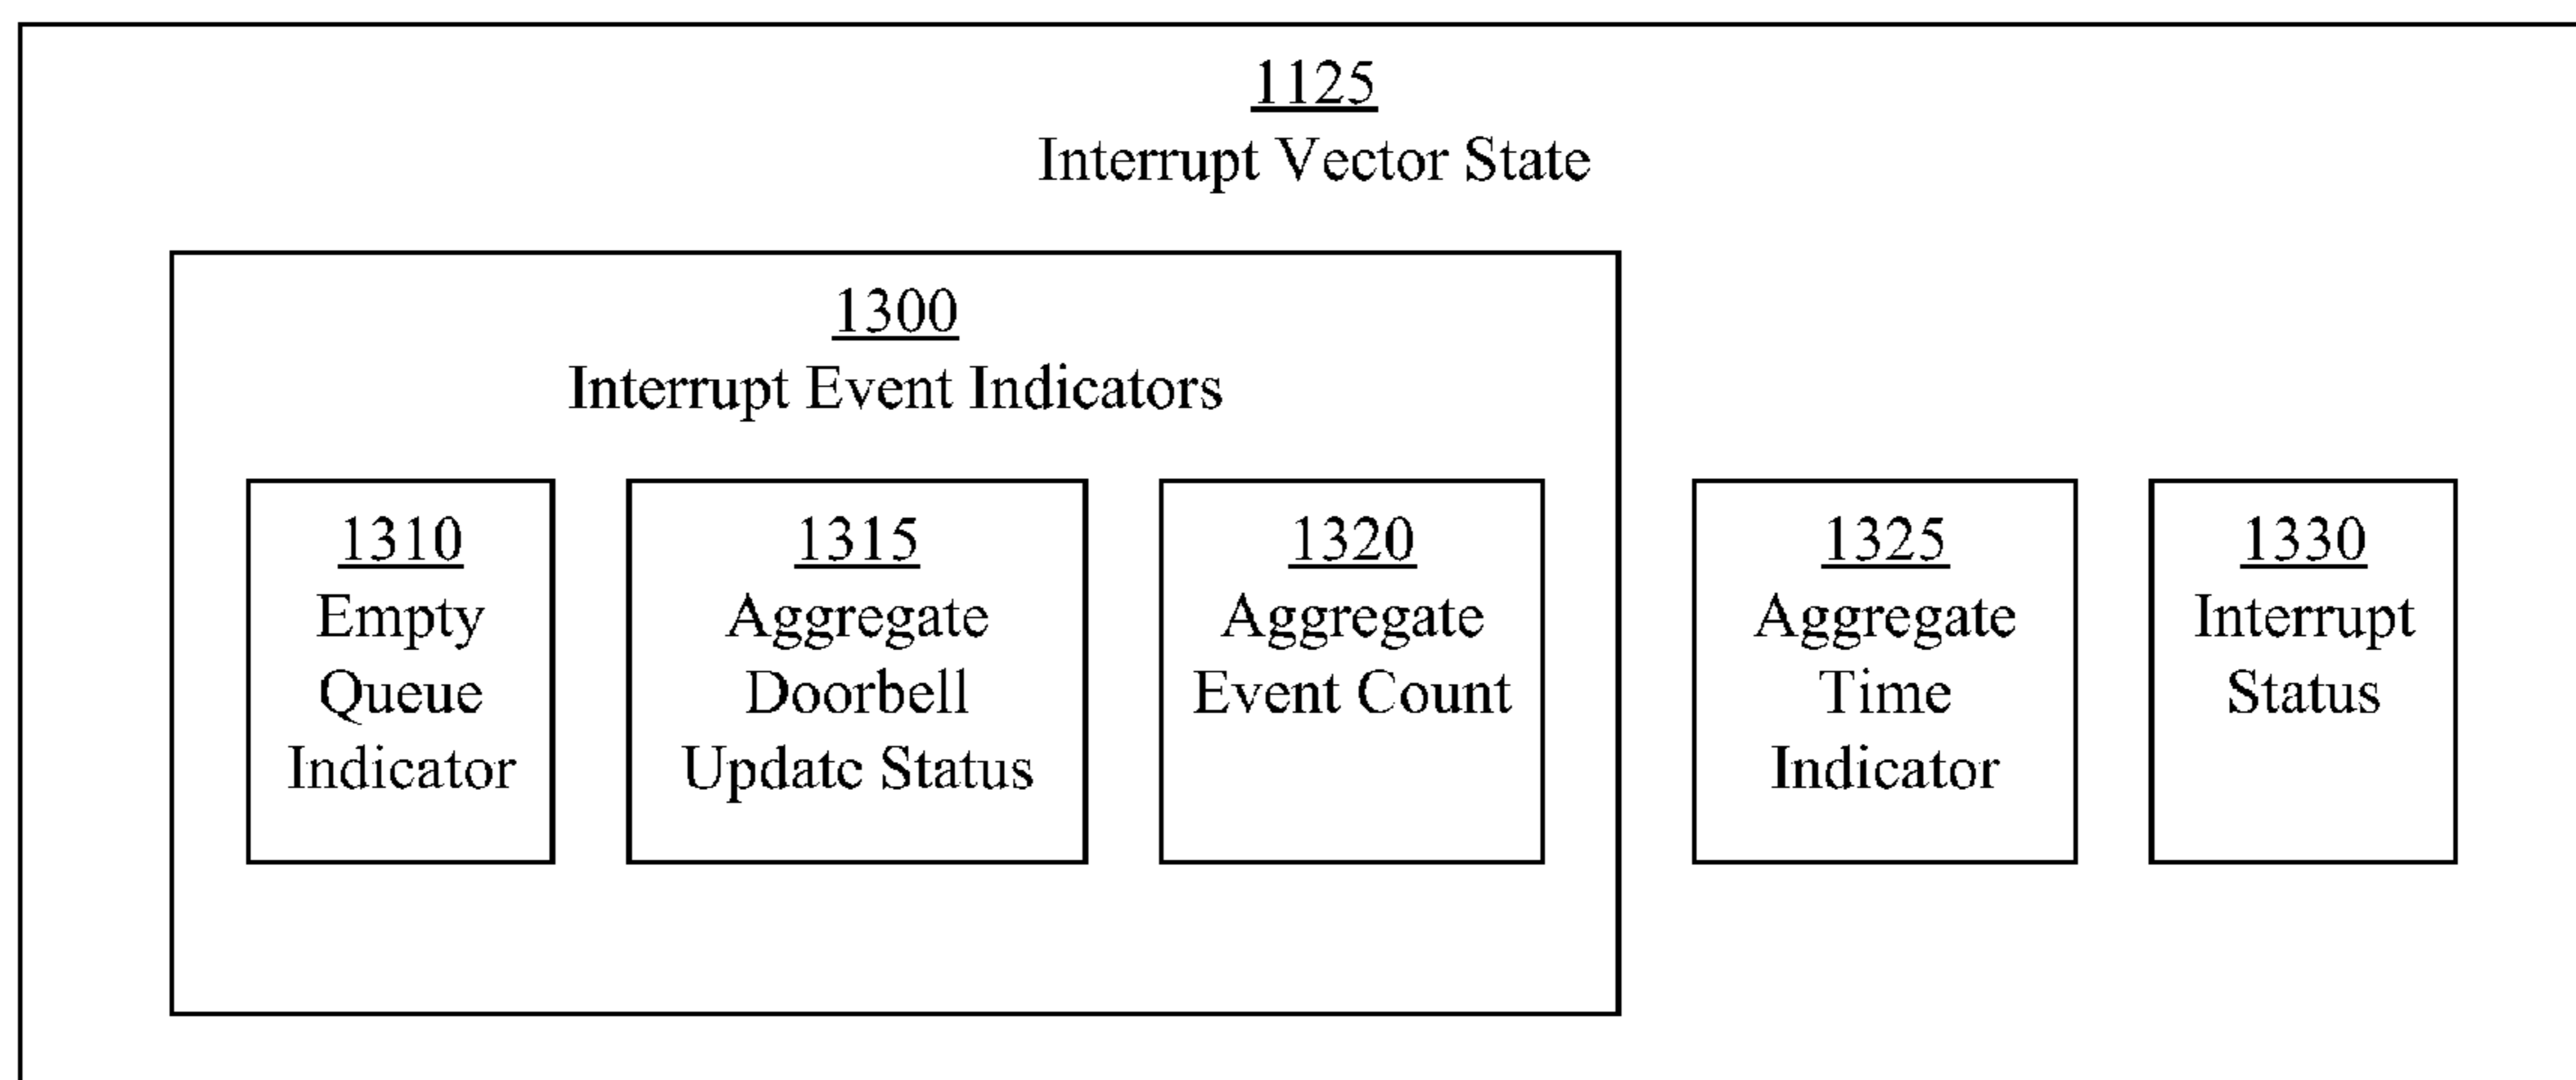 1125
Interrupt Vector State
1300
Interrupt Event Indicators
1310
Empty
Queue
Indicator
1315
Aggregate
Doorbell
Update Status
1320
Aggregate
Event Count
1325
Aggregate
Time
Indicator
1330
Interrupt
Status